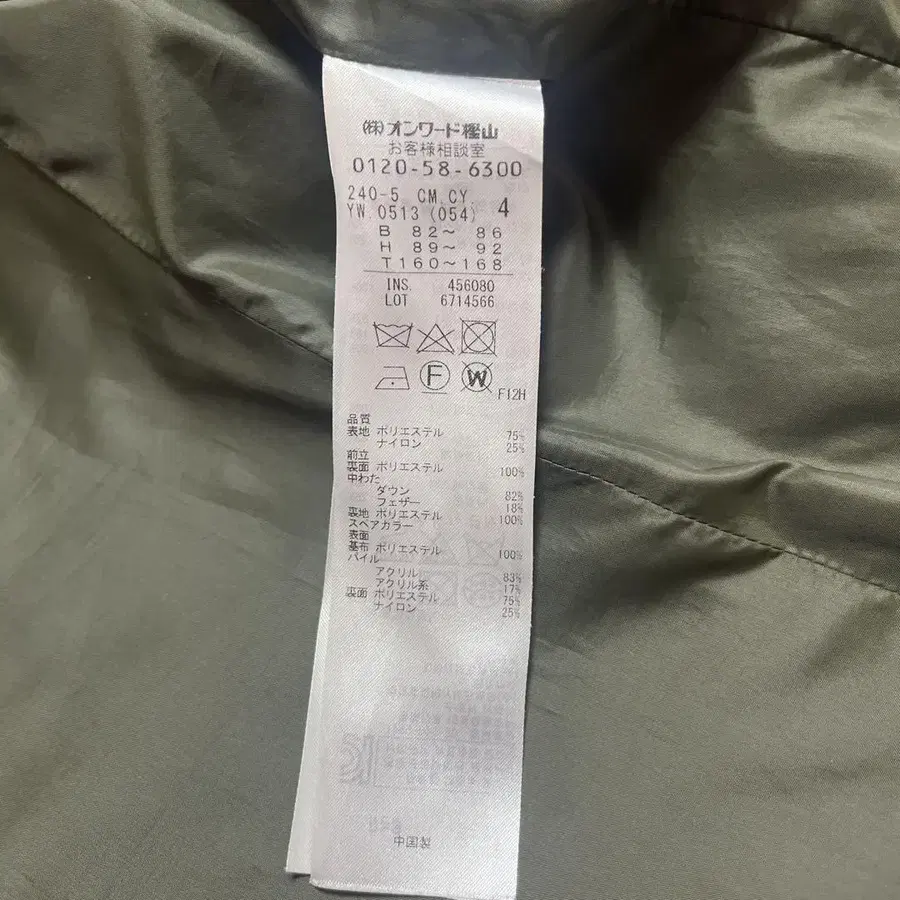 ㈱オンワード樫山
お客様相談室
0120-58-6300
240-5 CM.CY.
YW.0513 (054) 4
B 82～ 86
H 89～ 92
T160～168
INS. 456080
LOT 6714566
F W F12H
品質
表地 ポリエステル 75%
ナイロン 25%
前立
裏面 ポリエステル 100%
中わた
ダウン 82%
フェザー 18%
裏地 ポリエステル 100%
スペアカラー
表面
基布 ポリエステル 100%
パイル
アクリル 83%
アクリル系 17%
裏面 ポリエステル 75%
ナイロン 25%
中国製